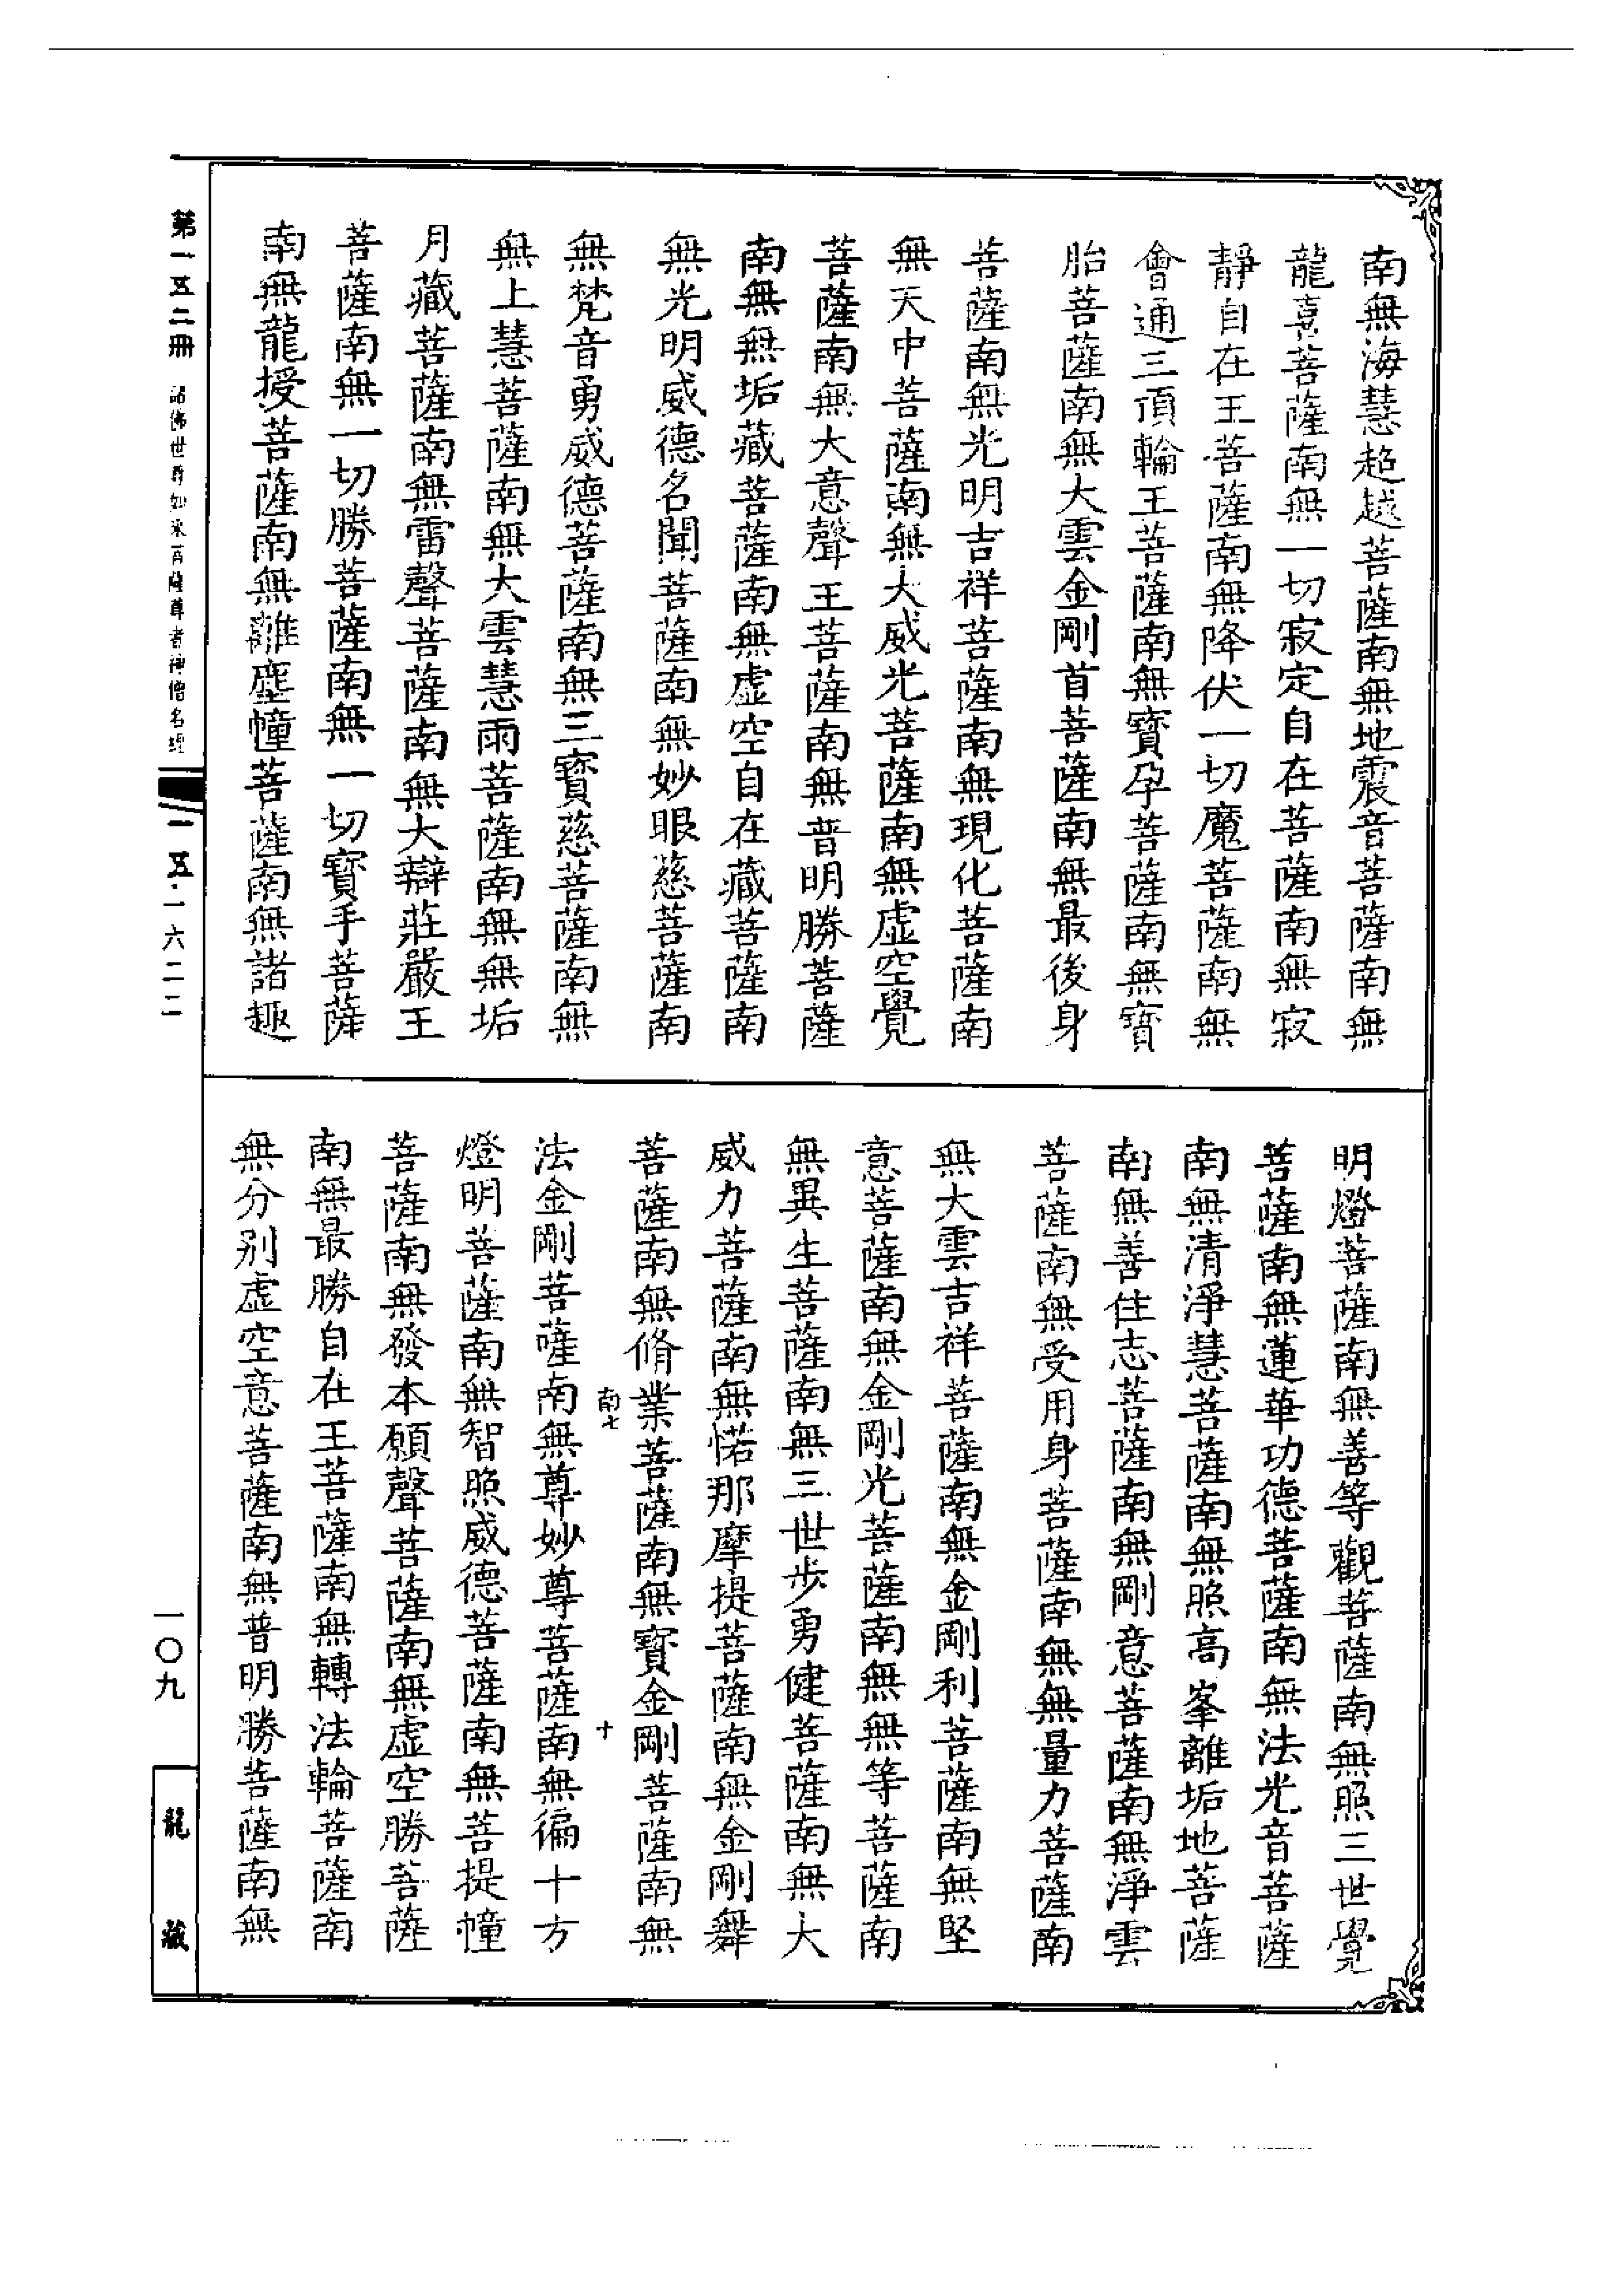 南無海慧超越菩薩南無地震音菩薩南無
龍喜菩薩南無一切寂定自在菩薩南無寂
靜自在王菩薩南無降伏一切魔菩薩南無
會通三頂輪王菩薩南無寶孕菩薩南無寶
胎菩薩南無大雲金剛首菩薩南無最後身
菩薩南無光明吉祥菩薩南無現化菩薩南
無天中菩薩南無大威光菩薩南無虛空覺
菩薩南無大意聲王菩薩南無普明勝菩薩
南無無垢藏菩薩南無虛空自在藏菩薩南
無光明威德名聞菩薩南無妙眼慈菩薩南
無梵音勇威德菩薩南無三寶慈菩薩南無
無上慧菩薩南無大雲慧雨菩薩南無無垢
月藏菩薩南無雷聲菩薩南無大辯莊嚴王
菩薩南無一切勝菩薩南無一切寶手菩薩
南無龍授菩薩南無離塵幢菩薩南無諸趣
明燈菩薩南無善等觀菩薩南無照三世覺
菩薩南無蓮華功德菩薩南無法光音菩薩
南無清淨慧菩薩南無照高峯離垢地菩薩
南無善住志菩薩南無剛意菩薩南無淨雲
菩薩南無受用身菩薩南無無量力菩薩南
無大雲吉祥菩薩南無金剛利菩薩南無堅
意菩薩南無金剛光菩薩南無無等菩薩南
無異生菩薩南無三世步勇健菩薩南無大
威力菩薩南無惹那摩提菩薩南無金剛舞
菩薩南無脩業菩薩南無寶金剛菩薩南無
南七 十
法金剛菩薩南無尊妙尊菩薩南無徧十方
燈明菩薩南無智照威德菩薩南無菩提幢
菩薩南無發本願聲菩薩南無虛空勝菩薩
南無最勝自在王菩薩南無轉法輪菩薩南
無分別虛空意菩薩南無普明勝菩薩南無
第一五二冊 諸佛世尊如來菩薩尊者神僧名經
一五·一六二二
一〇九
龍藏